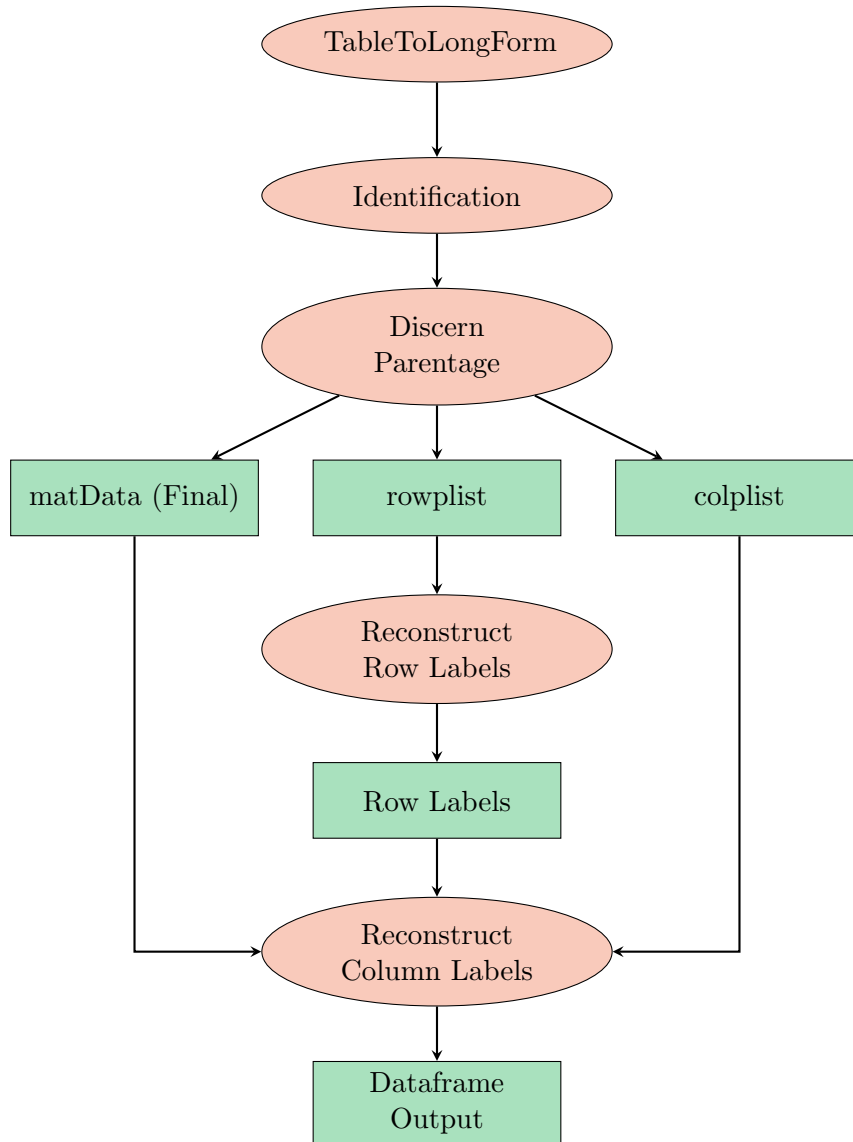 TableToLongForm
Identification
Discern
Parentage
matData (Final)
rowplist
colplist
Reconstruct
Row Labels
Row Labels
Reconstruct
Column Labels
Dataframe
Output